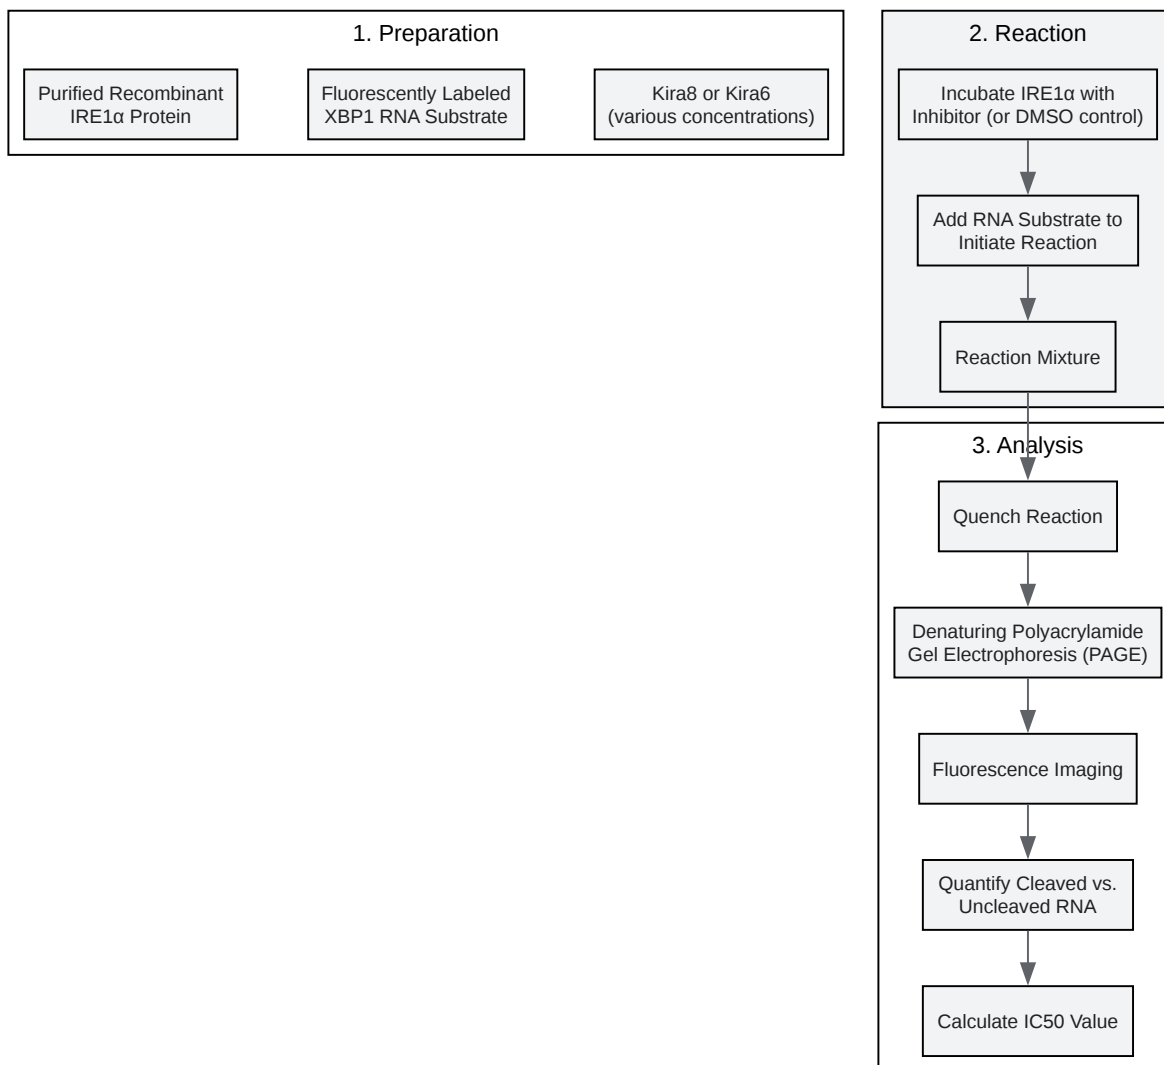 1. Preparation
Purified Recombinant
IRE1α Protein
Fluorescently Labeled
XBP1 RNA Substrate
Kira8 or Kira6
(various concentrations)
2. Reaction
Incubate IRE1α with
Inhibitor (or DMSO control)
Add RNA Substrate to
Initiate Reaction
Reaction Mixture
3. Analysis
Quench Reaction
Denaturing Polyacrylamide
Gel Electrophoresis (PAGE)
Fluorescence Imaging
Quantify Cleaved vs.
Uncleaved RNA
Calculate IC50 Value